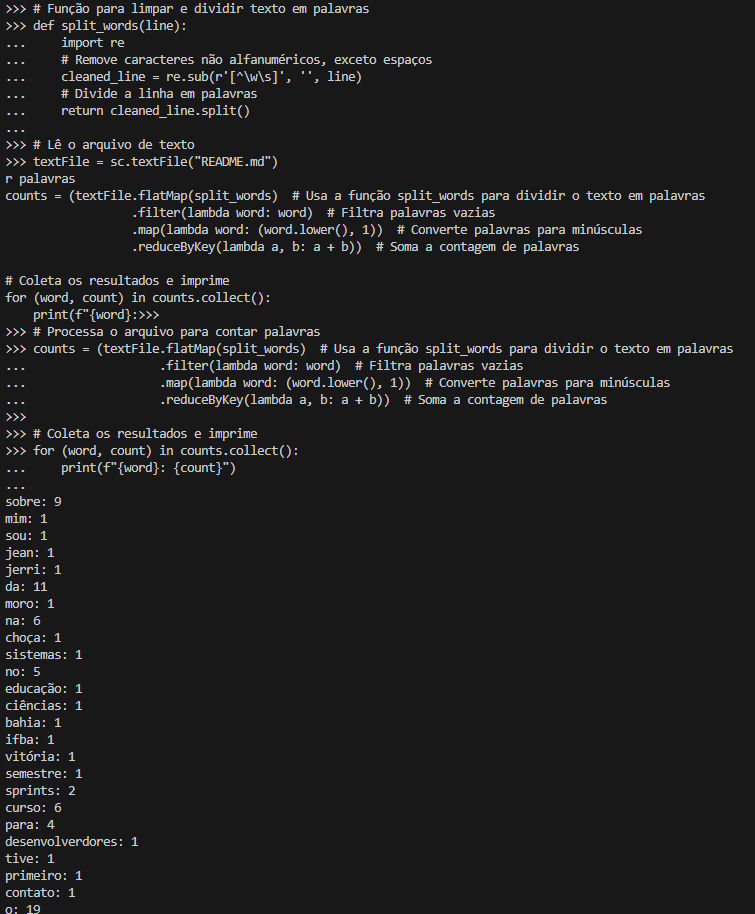 >>> # Função para limpar e dividir texto em palavras
>>> def split_words(line):
...     import re
...     # Remove caracteres não alfanuméricos, exceto espaços
...     cleaned_line = re.sub(r'[^\w\s]', '', line)
...     # Divide a linha em palavras
...     return cleaned_line.split()
...
>>> # Lê o arquivo de texto
>>> textFile = sc.textFile("README.md")
r palavras
counts = (textFile.flatMap(split_words)  # Usa a função split_words para dividir o texto em palavras
                  .filter(lambda word: word)  # Filtra palavras vazias
                  .map(lambda word: (word.lower(), 1))  # Converte palavras para minúsculas
                  .reduceByKey(lambda a, b: a + b))  # Soma a contagem de palavras

# Coleta os resultados e imprime
for (word, count) in counts.collect():
    print(f"{word}:>>>
>>> # Processa o arquivo para contar palavras
>>> counts = (textFile.flatMap(split_words)  # Usa a função split_words para dividir o texto em palavras
...                   .filter(lambda word: word)  # Filtra palavras vazias
...                   .map(lambda word: (word.lower(), 1))  # Converte palavras para minúsculas
...                   .reduceByKey(lambda a, b: a + b))  # Soma a contagem de palavras
>>>
>>> # Coleta os resultados e imprime
>>> for (word, count) in counts.collect():
...     print(f"{word}: {count}")
...
sobre: 9
mim: 1
sou: 1
jean: 1
jerri: 1
da: 11
moro: 1
na: 6
choça: 1
sistemas: 1
no: 5
educação: 1
ciências: 1
bahia: 1
ifba: 1
vitória: 1
semestre: 1
sprints: 2
curso: 6
para: 4
desenvolverdores: 1
tive: 1
primeiro: 1
contato: 1
o: 19